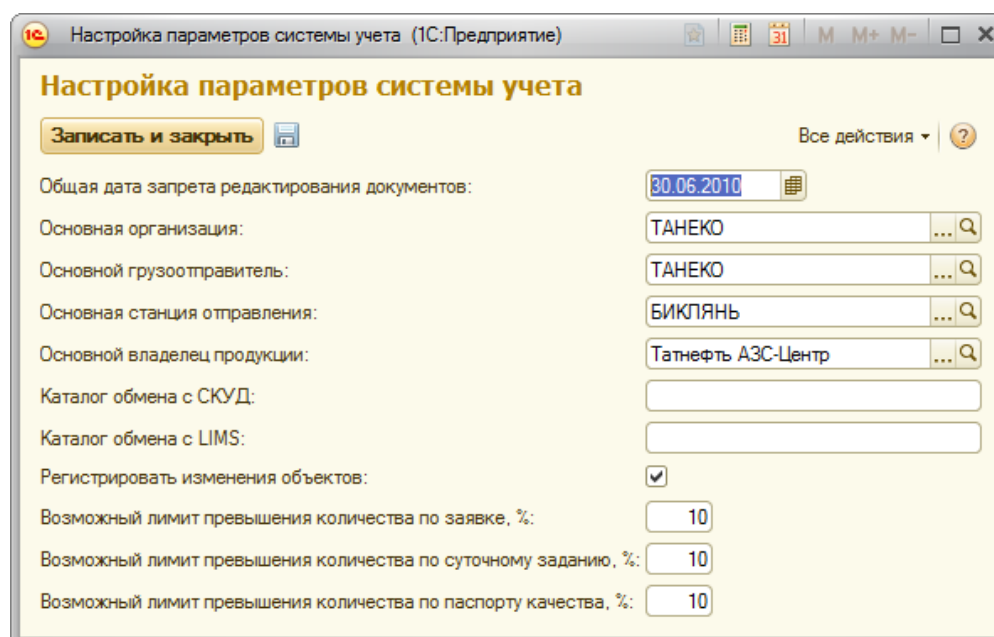 1С Настройка параметров системы учета (1С:Предприятие) 31 M M+ M-
Настройка параметров системы учета
Записать и закрыть Все действия ?
Общая дата запрета редактирования документов: 30.06.2010
Основная организация: ТАНЕКО ...
Основной грузоотправитель: ТАНЕКО ...
Основная станция отправления: БИКЛЯНЬ ...
Основной владелец продукции: Татнефть АЗС-Центр ...
Каталог обмена с СКУД:
Каталог обмена с LIMS:
Регистрировать изменения объектов:
Возможный лимит превышения количества по заявке, %: 10
Возможный лимит превышения количества по суточному заданию, %: 10
Возможный лимит превышения количества по паспорту качества, %: 10